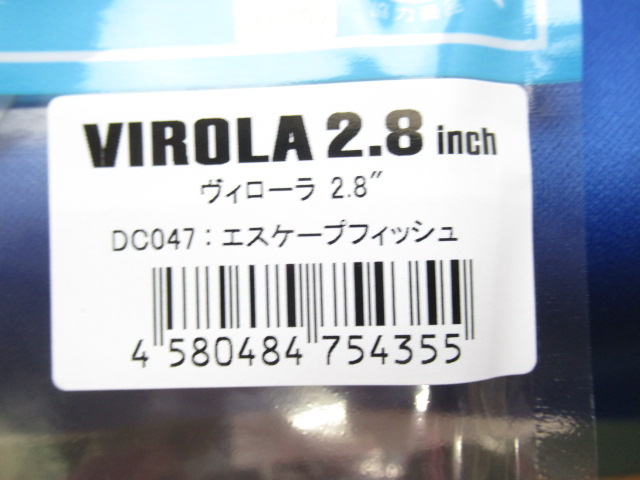 VIROLA 2.8 inch
ヴィローラ 2.8″
DC047：エスケープフィッシュ
4 580484 754355